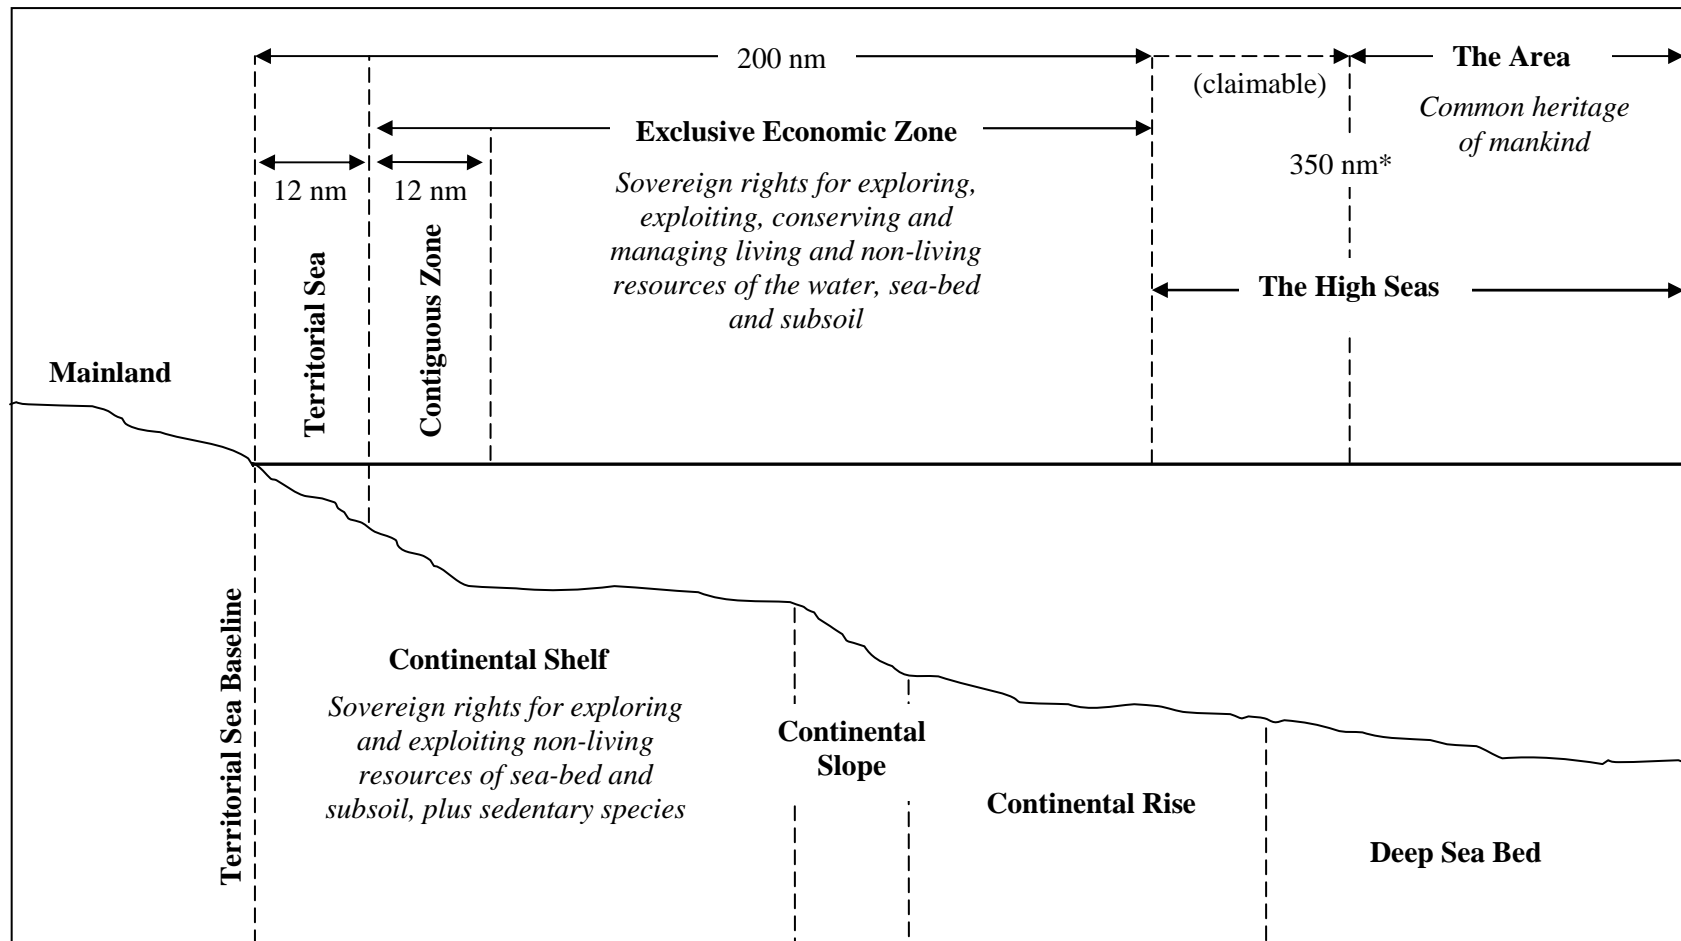 200 nm
(claimable)
The Area
Common heritage
of mankind
Exclusive Economic Zone
12 nm
12 nm
350 nm*
Sovereign rights for exploring,
exploiting, conserving and
managing living and non-living
resources of the water, sea-bed
and subsoil
Territorial Sea
Contiguous Zone
The High Seas
Mainland
Territorial Sea Baseline
Continental Shelf
Sovereign rights for exploring
and exploiting non-living
resources of sea-bed and
subsoil, plus sedentary species
Continental
Slope
Continental Rise
Deep Sea Bed